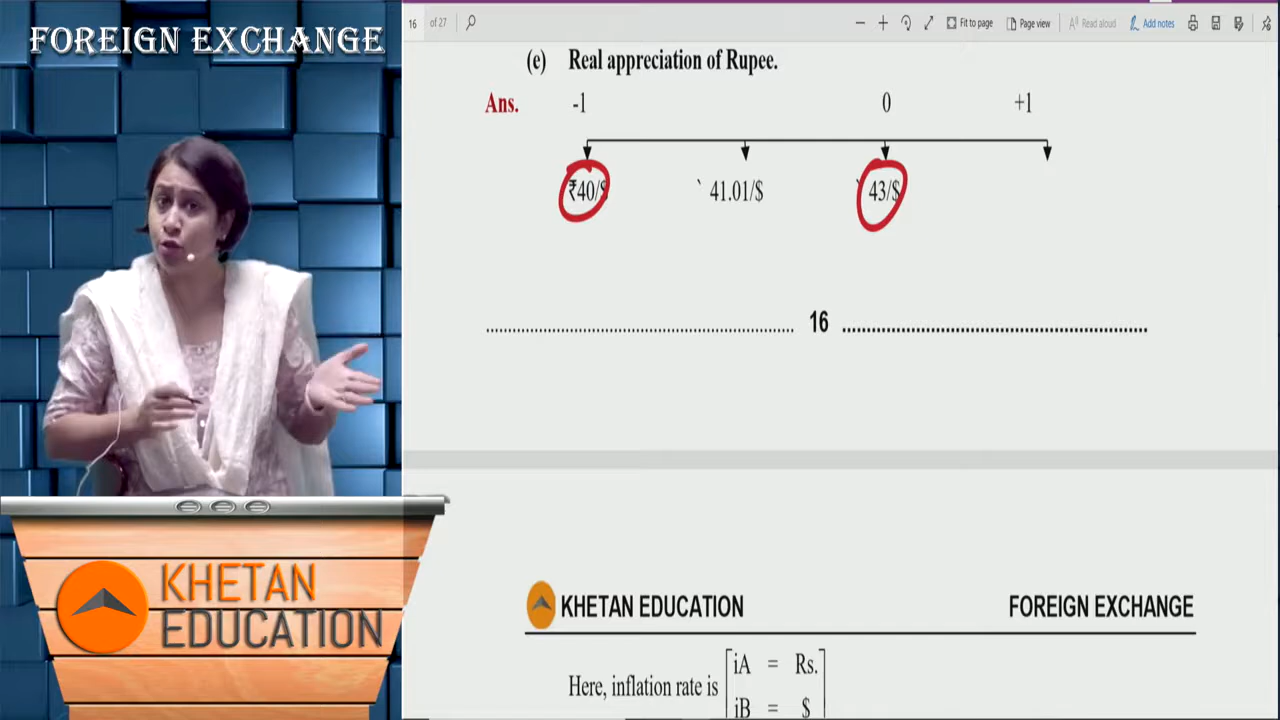 FOREIGN EXCHANGE
16 of 27
Fit to page
Page view
Read aloud
Add notes
(e) Real appreciation of Rupee.
Ans. -1 0 +1
₹40/$ ` 41.01/$ ` 43/$
16
KHETAN EDUCATION FOREIGN EXCHANGE
Here, inflation rate is
iA = Rs.
iB = $
KHETAN
EDUCATION